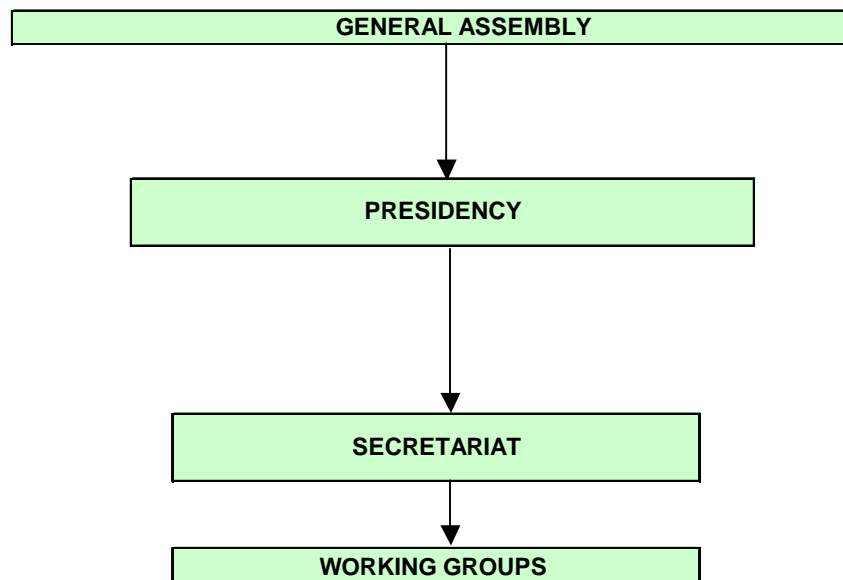 GENERAL ASSEMBLY
PRESIDENCY
SECRETARIAT
WORKING GROUPS